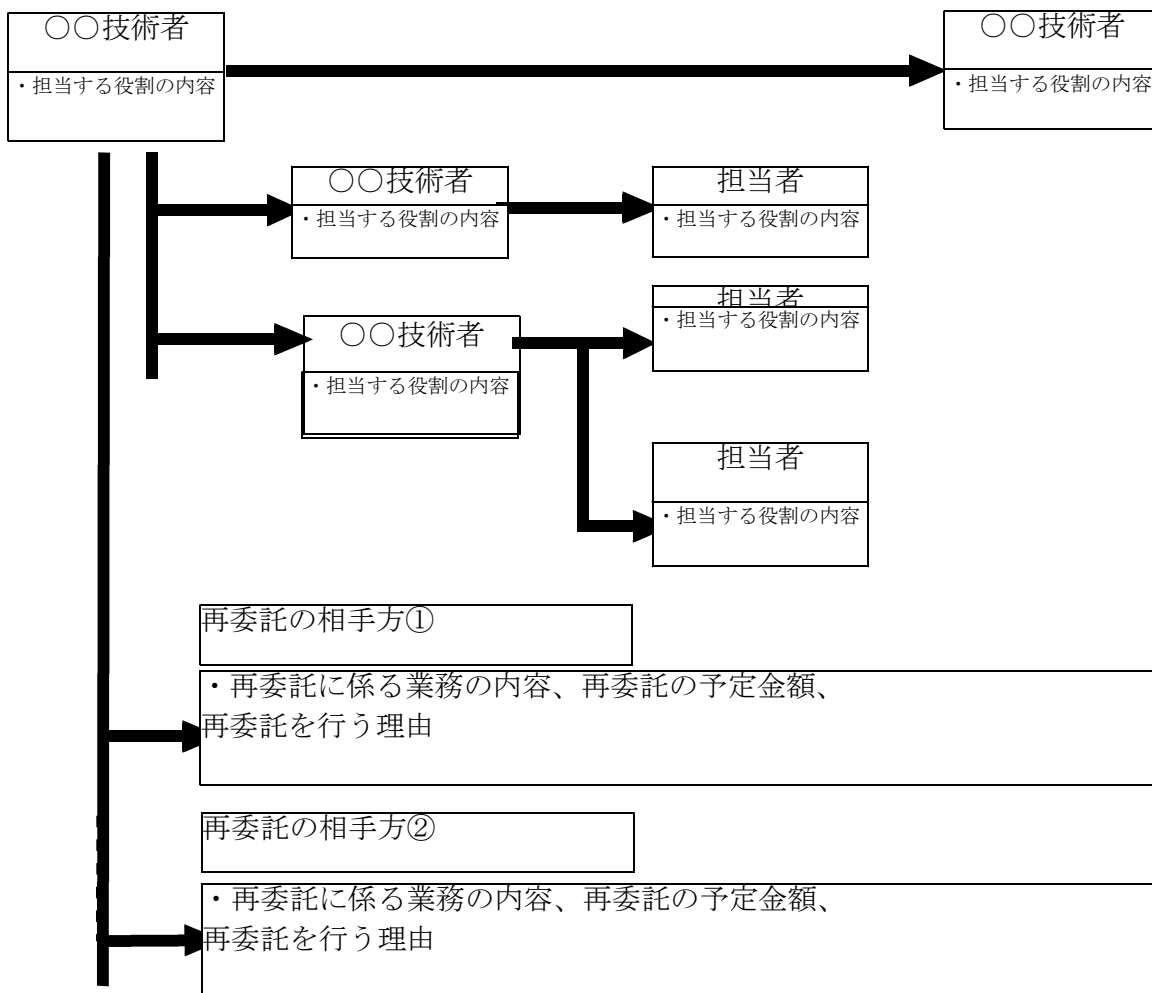 〇〇技術者
・担当する役割の内容
〇〇技術者
・担当する役割の内容
〇〇技術者
・担当する役割の内容
担当者
・担当する役割の内容
担当者
・担当する役割の内容
〇〇技術者
・担当する役割の内容
担当者
・担当する役割の内容
再委託の相手方①
・再委託に係る業務の内容、再委託の予定金額、
再委託を行う理由
再委託の相手方②
・再委託に係る業務の内容、再委託の予定金額、
再委託を行う理由